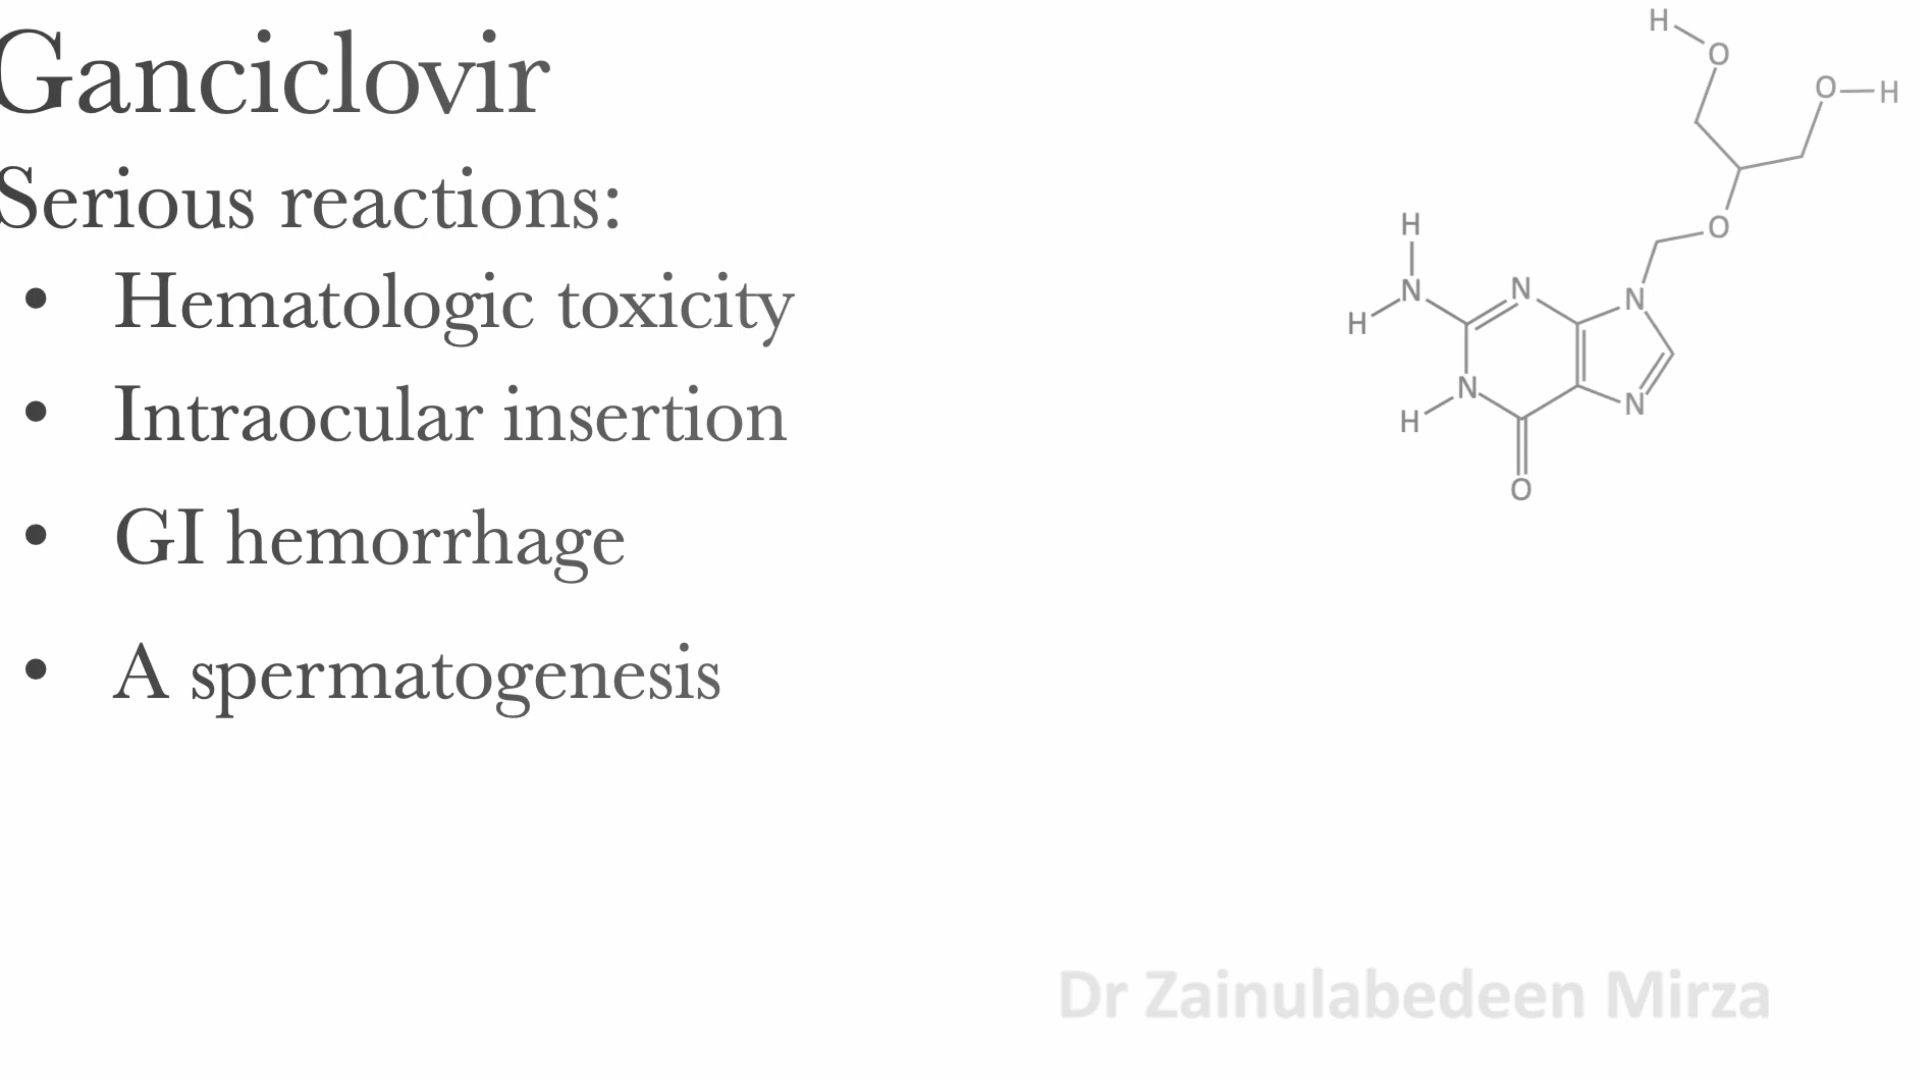 Ganciclovir
Serious reactions:
• Hematologic toxicity
• Intraocular insertion
• GI hemorrhage
• A spermatogenesis
H
O
O
H
O
H
N
H
N
N
N
H
N
O
Dr Zainulabedeen Mirza